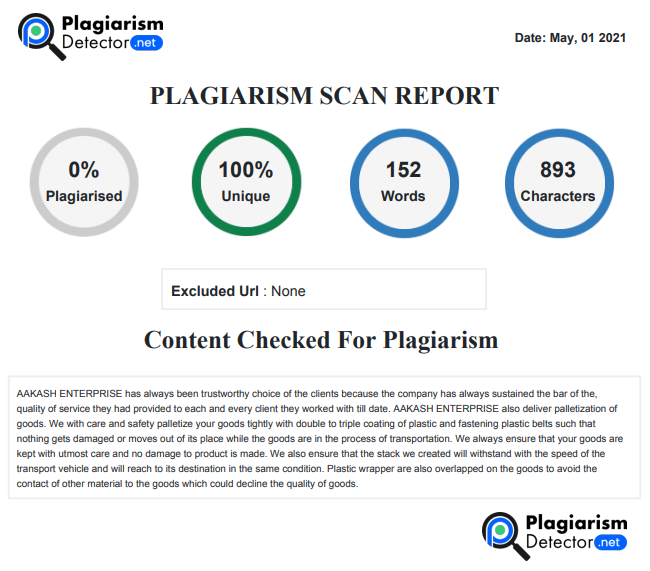 Plagiarism
Detector.net
Date: May, 01 2021
PLAGIARISM SCAN REPORT
0%
Plagiarised
100%
Unique
152
Words
893
Characters
Excluded Url : None
Content Checked For Plagiarism
AAKASH ENTERPRISE has always been trustworthy choice of the clients because the company has always sustained the bar of the,
quality of service they had provided to each and every client they worked with till date. AAKASH ENTERPRISE also deliver palletization of
goods. We with care and safety palletize your goods tightly with double to triple coating of plastic and fastening plastic belts such that
nothing gets damaged or moves out of its place while the goods are in the process of transportation. We always ensure that your goods are
kept with utmost care and no damage to product is made. We also ensure that the stack we created will withstand with the speed of the
transport vehicle and will reach to its destination in the same condition. Plastic wrapper are also overlapped on the goods to avoid the
contact of other material to the goods which could decline the quality of goods.
Plagiarism
Detector.net